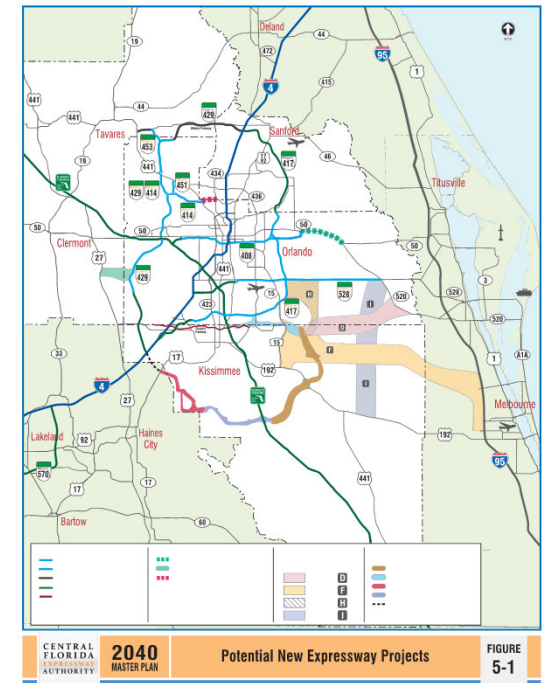 Deland
19
44
472
95
4
1
415
441
44
429
441
Tavares
Sanford
453
417
46
19
441
434
Titusville
429
414
451
436
414
50
50
50
50
Clermont
Orlando
408
27
441
3
429
15
H
528
I
520
528
423
417
520
D
33
17
15
F
1
A1A
Kissimmee
192
I
4
27
Melbourne
Lakeland
92
Haines
City
192
95
570
441
17
17
Bartow
60
D
F
H
I
CENTRAL
FLORIDA
EXPRESSWAY
AUTHORITY
2040
MASTER PLAN
Potential New Expressway Projects
FIGURE
5-1